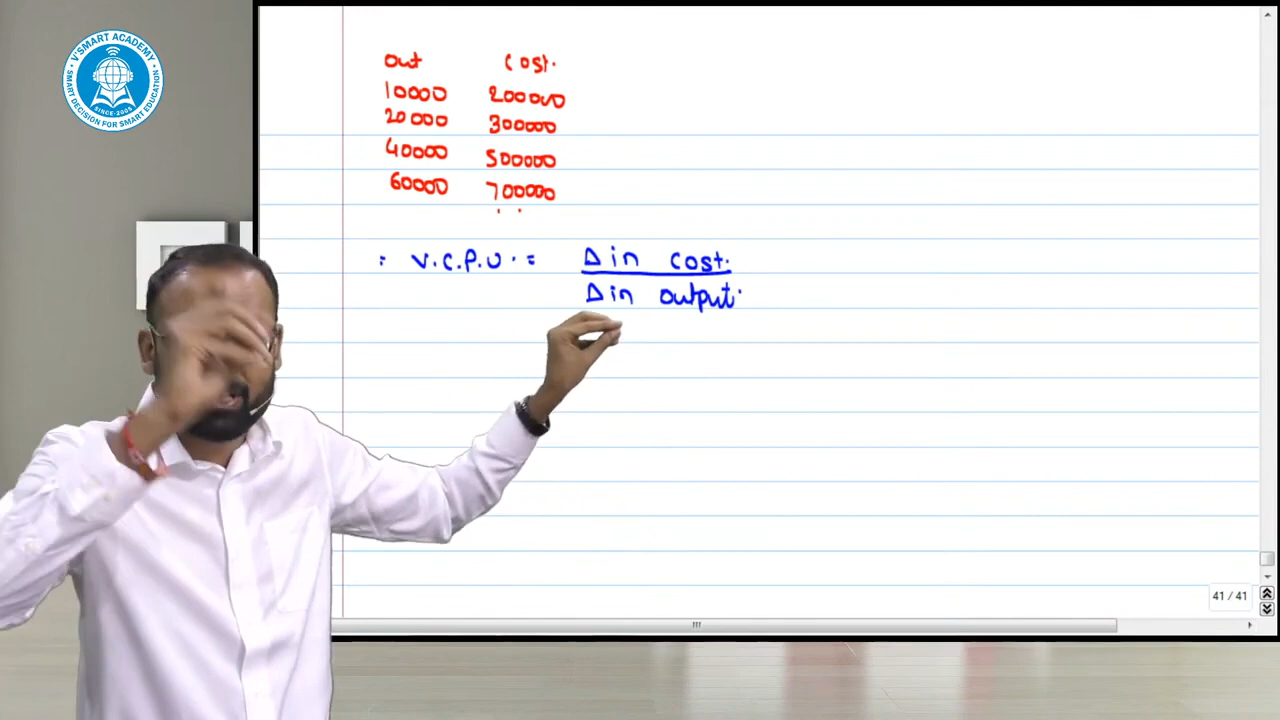 V'SMART ACADEMY
SINCE-2005
SMART DECISION FOR SMART EDUCATION
Out Cost.
10000 200000
20000 300000
40000 500000
60000 700000
: V.C.P.U. = Δ in cost.
Δ in output.
41 / 41